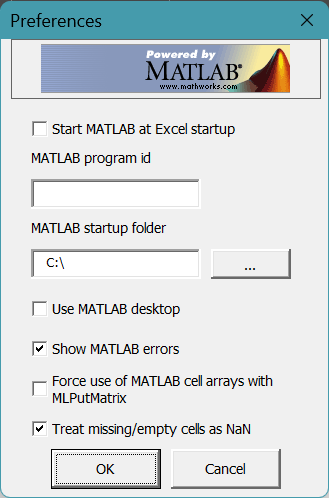 Preferences
Powered by
MATLAB®
www.mathworks.com
Start MATLAB at Excel startup
MATLAB program id
MATLAB startup folder
C:\
...
Use MATLAB desktop
Show MATLAB errors
Force use of MATLAB cell arrays with
MLPutMatrix
Treat missing/empty cells as NaN
OK
Cancel